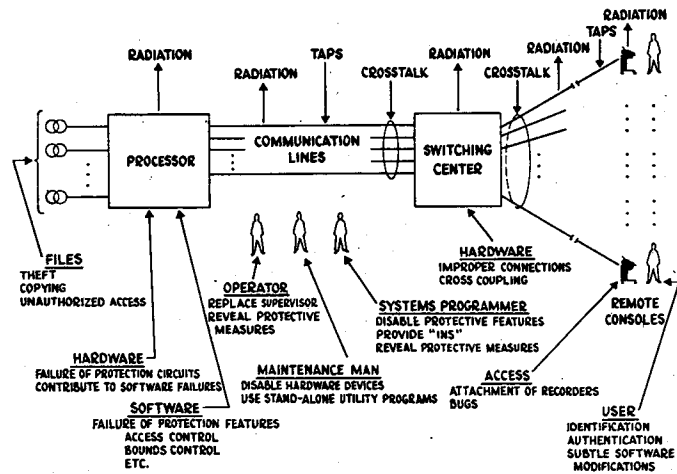 RADIATION
TAPS
RADIATION
RADIATION
TAPS
RADIATION
RADIATION
CROSSTALK
CROSSTALK
PROCESSOR
COMMUNICATION
LINES
SWITCHING
CENTER
FILES
THEFT
COPYING
UNAUTHORIZED ACCESS
OPERATOR
REPLACE SUPERVISOR
REVEAL PROTECTIVE
MEASURES
HARDWARE
IMPROPER CONNECTIONS
CROSS COUPLING
SYSTEMS PROGRAMMER
DISABLE PROTECTIVE FEATURES
PROVIDE "INS"
REVEAL PROTECTIVE MEASURES
REMOTE
CONSOLES
HARDWARE
FAILURE OF PROTECTION CIRCUITS
CONTRIBUTE TO SOFTWARE FAILURES
MAINTENANCE MAN
DISABLE HARDWARE DEVICES
USE STAND-ALONE UTILITY PROGRAMS
ACCESS
ATTACHMENT OF RECORDERS
BUGS
SOFTWARE
FAILURE OF PROTECTION FEATURES
ACCESS CONTROL
BOUNDS CONTROL
ETC.
USER
IDENTIFICATION
AUTHENTICATION
SUBTLE SOFTWARE
MODIFICATIONS